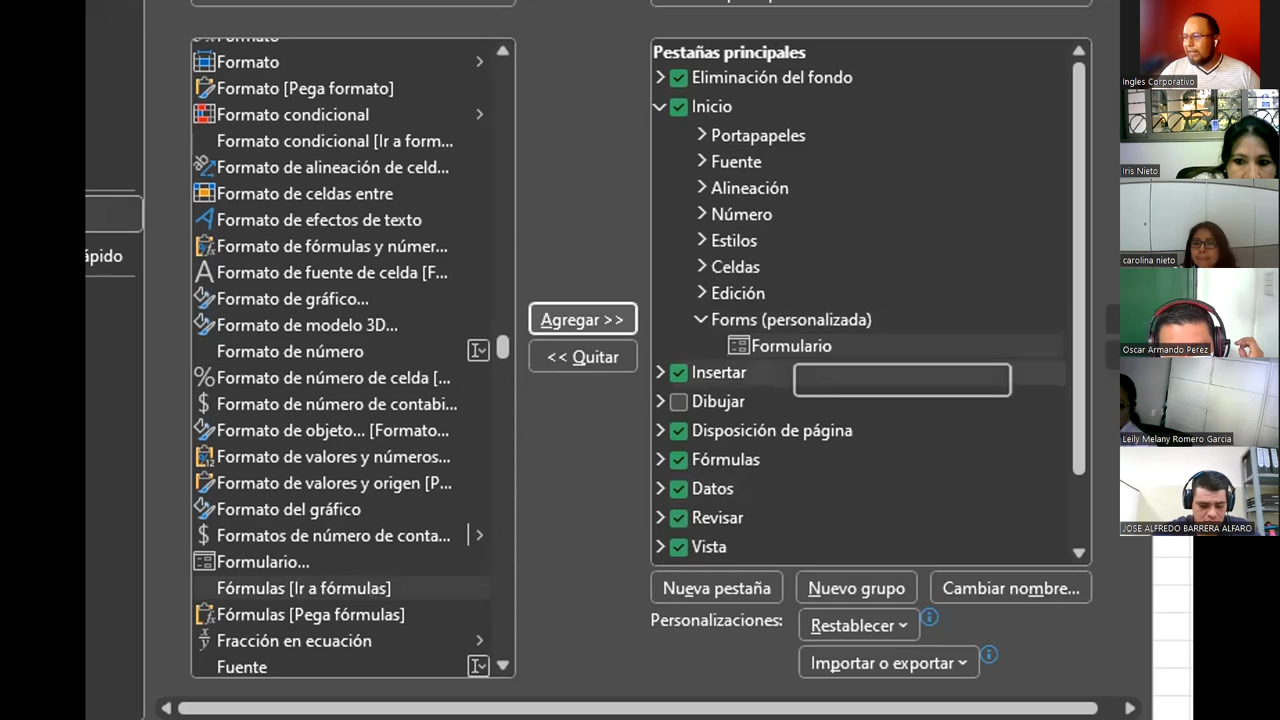 ápido
Formato
Formato
Formato [Pega formato]
Formato condicional
Formato condicional [Ir a form...
Formato de alineación de celd...
Formato de celdas entre
Formato de efectos de texto
Formato de fórmulas y númer...
Formato de fuente de celda [F...
Formato de gráfico...
Formato de modelo 3D...
Formato de número
Formato de número de celda [...
Formato de número de contabi...
Formato de objeto... [Formato...
Formato de valores y números...
Formato de valores y origen [P...
Formato del gráfico
Formatos de número de conta...
Formulario...
Fórmulas [Ir a fórmulas]
Fórmulas [Pega fórmulas]
Fracción en ecuación
Fuente
Agregar >>
<< Quitar
Pestañas principales
Eliminación del fondo
Inicio
Portapapeles
Fuente
Alineación
Número
Estilos
Celdas
Edición
Forms (personalizada)
Formulario
Insertar
Dibujar
Disposición de página
Fórmulas
Datos
Revisar
Vista
Nueva pestaña
Nuevo grupo
Cambiar nombre...
Personalizaciones:
Restablecer
Importar o exportar
Ingles Corporativo
Iris Nieto
carolina nieto
Oscar Armando Perez
Leily Melany Romero Garcia
JOSE ALFREDO BARRERA ALFARO